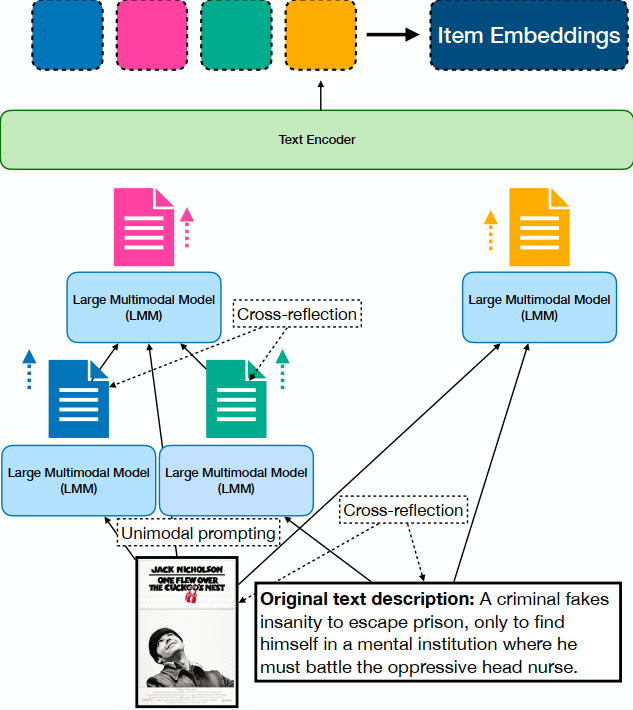 Item Embeddings
Text Encoder
Large Multimodal Model
(LMM)
Large Multimodal Model
(LMM)
Cross-reflection
Large Multimodal Model
(LMM)
Large Multimodal Model
(LMM)
Cross-reflection
Unimodal prompting
JACK NICHOLSON
ONE FLEW OVER
THE CUCKOO'S NEST
Original text description: A criminal fakes
insanity to escape prison, only to find
himself in a mental institution where he
must battle the oppressive head nurse.